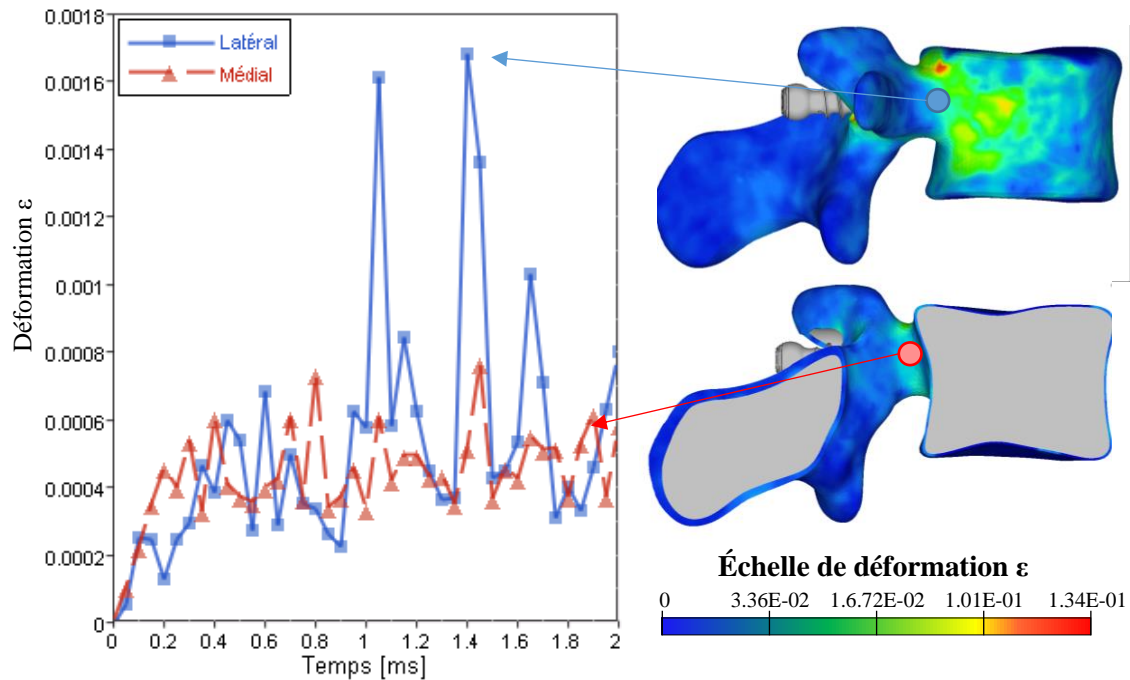 0.0018
0.0016
0.0014
0.0012
0.001
0.0008
0.0006
0.0004
0.0002
0
Déformation ε
Latéral
Médial
0 0.2 0.4 0.6 0.8 1 1.2 1.4 1.6 1.8 2
Temps [ms]
Échelle de déformation ε
0 3.36E-02 1.6.72E-02 1.01E-01 1.34E-01